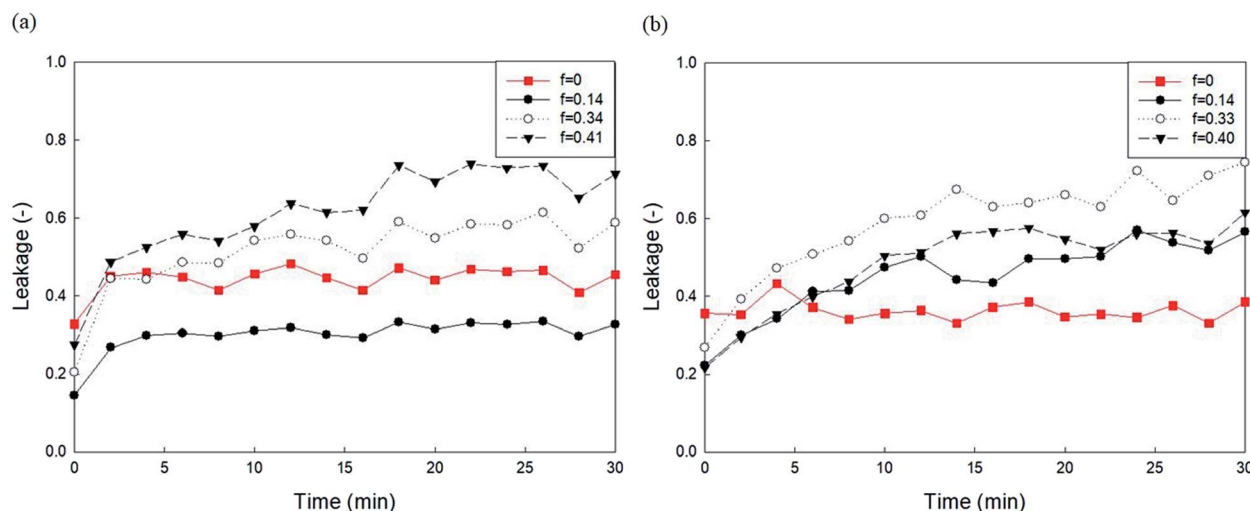 (a)
1.0
0.8
0.6
0.4
0.2
0.0
Leakage (-)
f=0
f=0.14
f=0.34
f=0.41
0 5 10 15 20 25 30
Time (min)
(b)
1.0
0.8
0.6
0.4
0.2
0.0
Leakage (-)
f=0
f=0.14
f=0.33
f=0.40
0 5 10 15 20 25 30
Time (min)